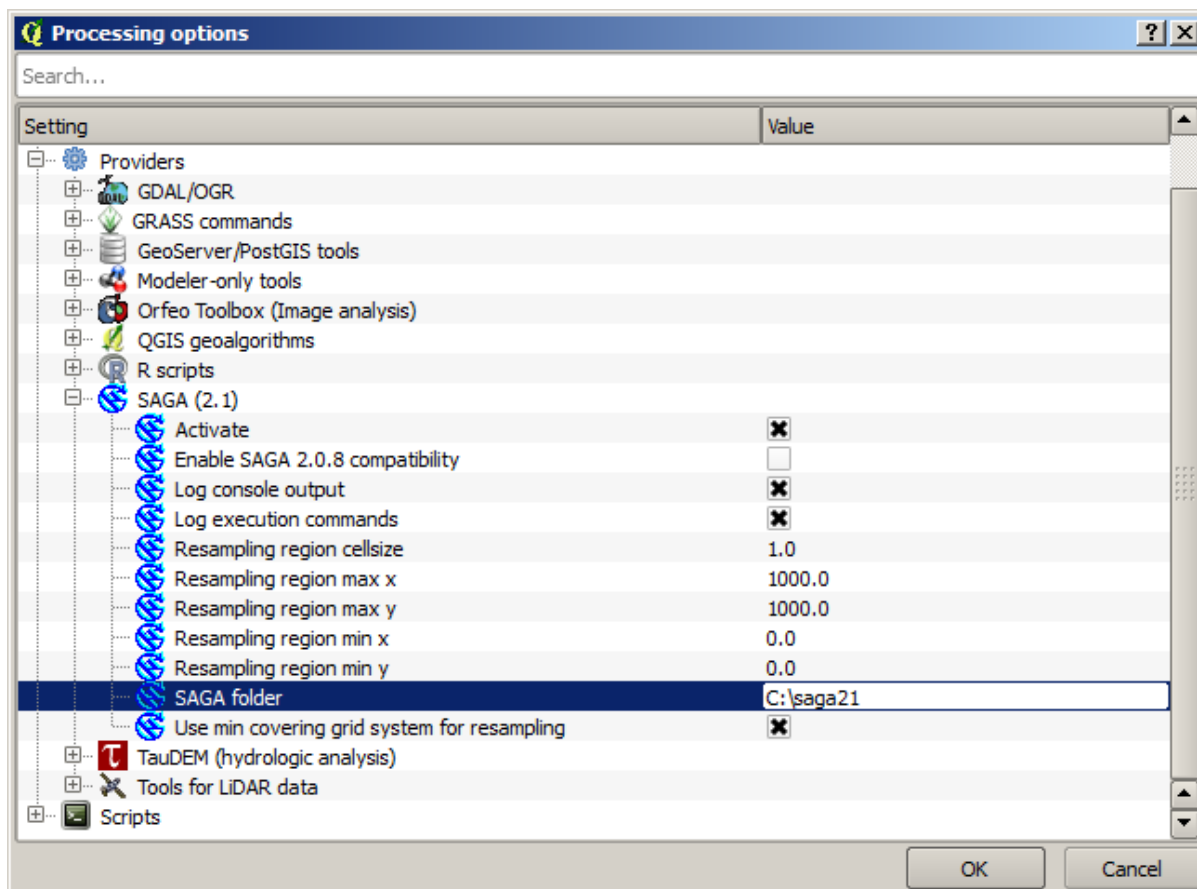 Processing options
Search...
Setting Value
Providers
GDAL/OGR
GRASS commands
GeoServer/PostGIS tools
Modeler-only tools
Orfeo Toolbox (Image analysis)
QGIS geoalgorithms
R scripts
SAGA (2.1)
Activate
Enable SAGA 2.0.8 compatibility
Log console output
Log execution commands
Resampling region cellsize 1.0
Resampling region max x 1000.0
Resampling region max y 1000.0
Resampling region min x 0.0
Resampling region min y 0.0
SAGA folder C:\saga21
Use min covering grid system for resampling
TauDEM (hydrologic analysis)
Tools for LiDAR data
Scripts
OK Cancel